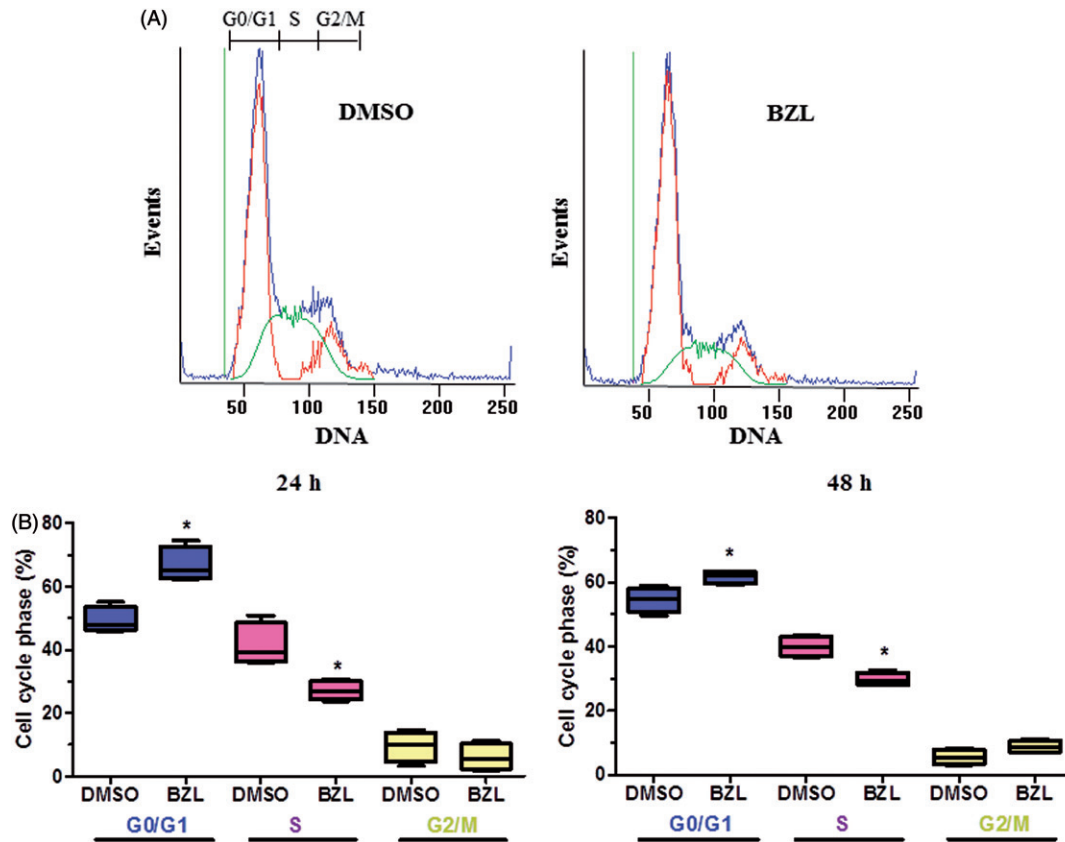 (A)
G0/G1 S G2/M
DMSO
Events
50 100 150 200 250
DNA
BZL
Events
50 100 150 200 250
DNA
24 h
48 h
(B)
Cell cycle phase (%)
80
60
40
20
0
DMSO BZL DMSO BZL DMSO BZL
G0/G1 S G2/M
Cell cycle phase (%)
80
60
40
20
0
DMSO BZL DMSO BZL DMSO BZL
G0/G1 S G2/M
* *
* *